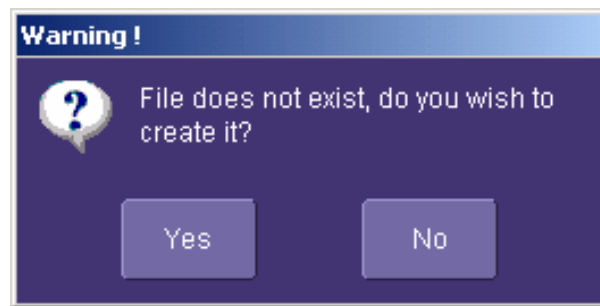 Warning !
File does not exist, do you wish to
create it?
Yes
No